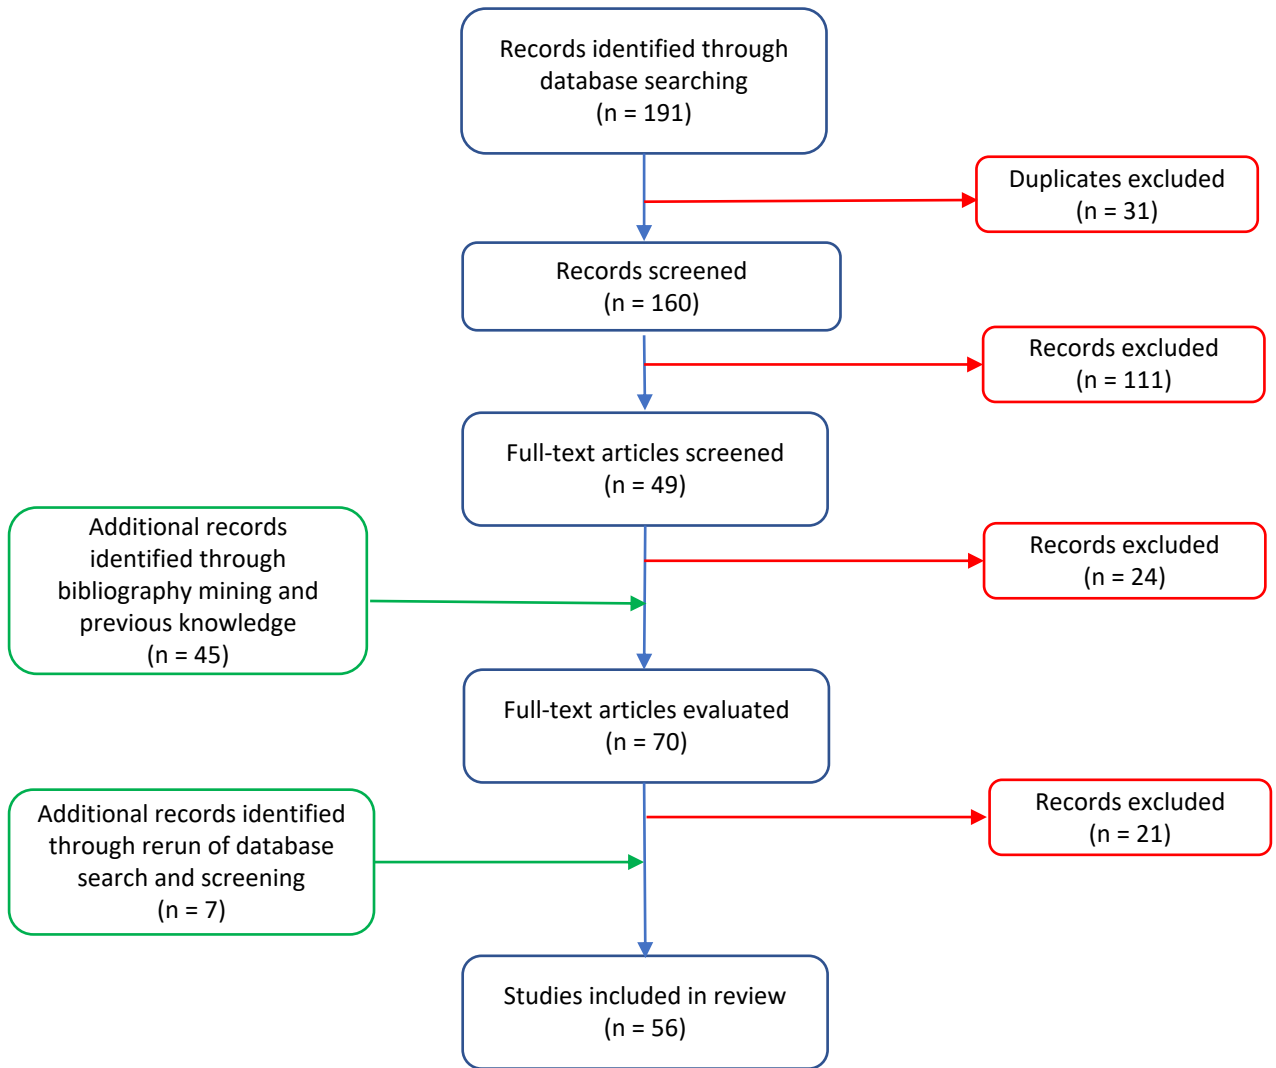 Records identified through
database searching
(n = 191)
Duplicates excluded
(n = 31)
Records screened
(n = 160)
Records excluded
(n = 111)
Full-text articles screened
(n = 49)
Additional records
identified through
bibliography mining and
previous knowledge
(n = 45)
Records excluded
(n = 24)
Full-text articles evaluated
(n = 70)
Additional records identified
through rerun of database
search and screening
(n = 7)
Records excluded
(n = 21)
Studies included in review
(n = 56)